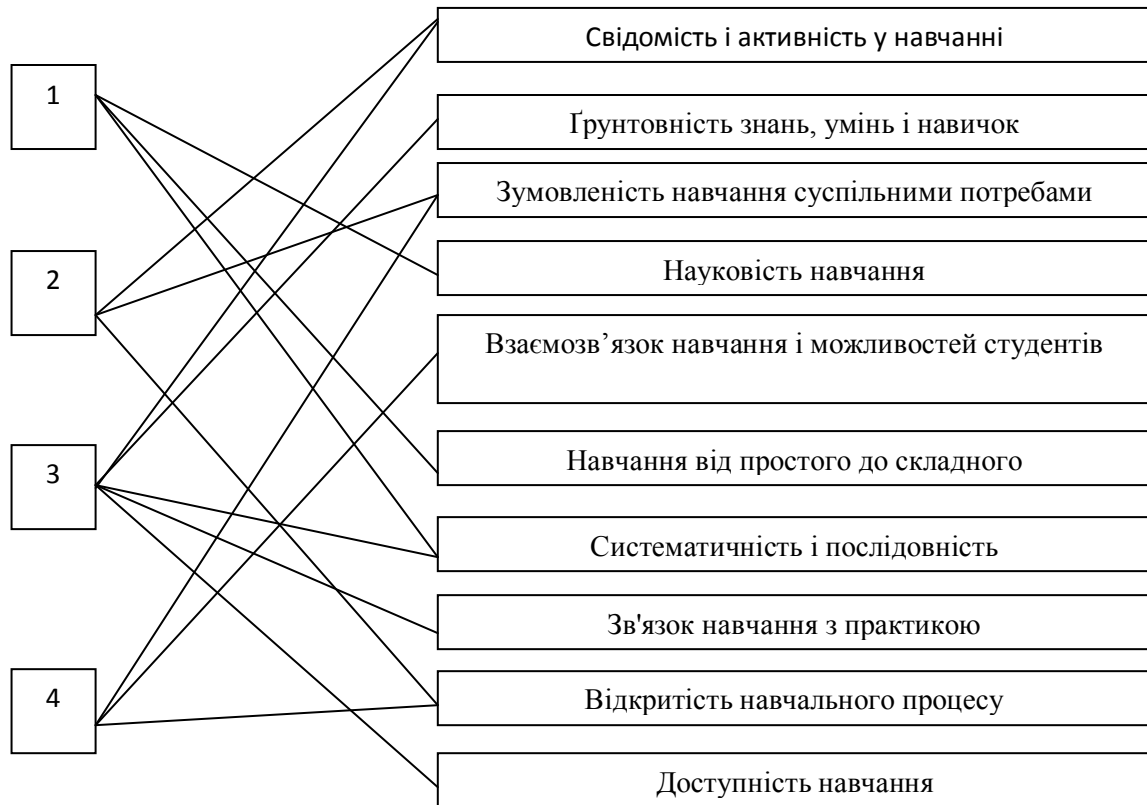 Свідомість і активність у навчанні
1
Ґрунтовність знань, умінь і навичок
Зумовленість навчання суспільними потребами
2
Науковість навчання
Взаємозв’язок навчання і можливостей студентів
3
Навчання від простого до складного
Систематичність і послідовність
Зв'язок навчання з практикою
4
Відкритість навчального процесу
Доступність навчання